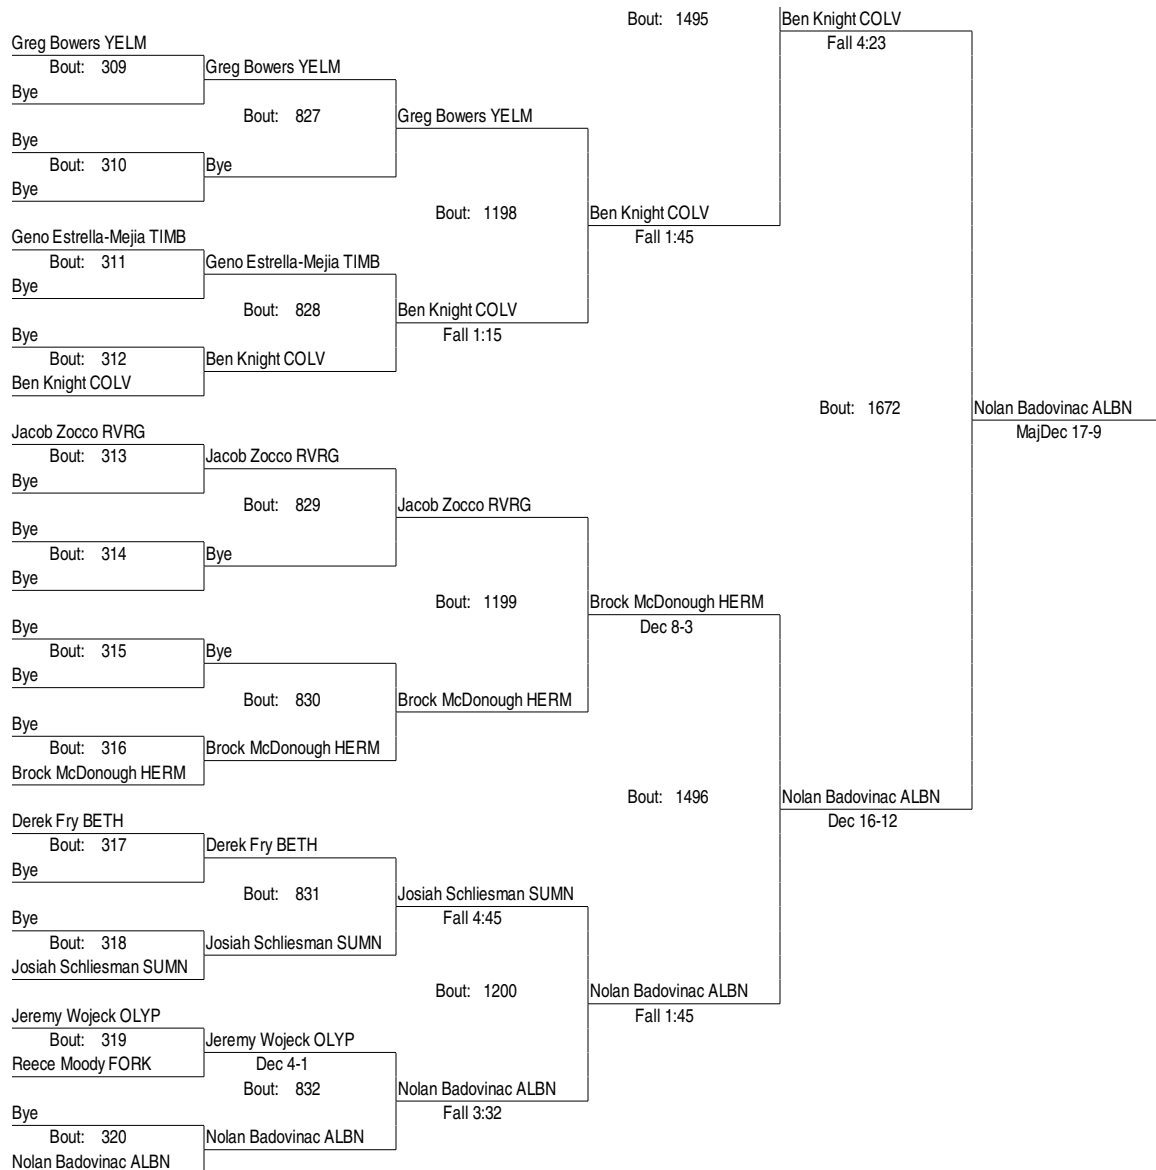 Bout: 1495
Ben Knight COLV
Fall 4:23
Greg Bowers YELM
Bout: 309
Greg Bowers YELM
Bye
Bout: 827
Greg Bowers YELM
Bye
Bout: 310
Bye
Bye
Bout: 1198
Ben Knight COLV
Fall 1:45
Geno Estrella-Mejia TIMB
Bout: 311
Geno Estrella-Mejia TIMB
Bye
Bout: 828
Ben Knight COLV
Fall 1:15
Bye
Bout: 312
Ben Knight COLV
Ben Knight COLV
Bout: 1672
Nolan Badovinac ALBN
MajDec 17-9
Jacob Zocco RVRG
Bout: 313
Jacob Zocco RVRG
Bye
Bout: 829
Jacob Zocco RVRG
Bye
Bout: 314
Bye
Bye
Bout: 1199
Brock McDonough HERM
Dec 8-3
Bye
Bout: 315
Bye
Bye
Bout: 830
Brock McDonough HERM
Bye
Bout: 316
Brock McDonough HERM
Brock McDonough HERM
Bout: 1496
Nolan Badovinac ALBN
Dec 16-12
Derek Fry BETH
Bout: 317
Derek Fry BETH
Bye
Bout: 831
Josiah Schliesman SUMN
Fall 4:45
Bye
Bout: 318
Josiah Schliesman SUMN
Josiah Schliesman SUMN
Bout: 1200
Nolan Badovinac ALBN
Fall 1:45
Jeremy Wojeck OLYP
Bout: 319
Jeremy Wojeck OLYP
Reece Moody FORK
Dec 4-1
Bout: 832
Nolan Badovinac ALBN
Fall 3:32
Bye
Bout: 320
Nolan Badovinac ALBN
Nolan Badovinac ALBN